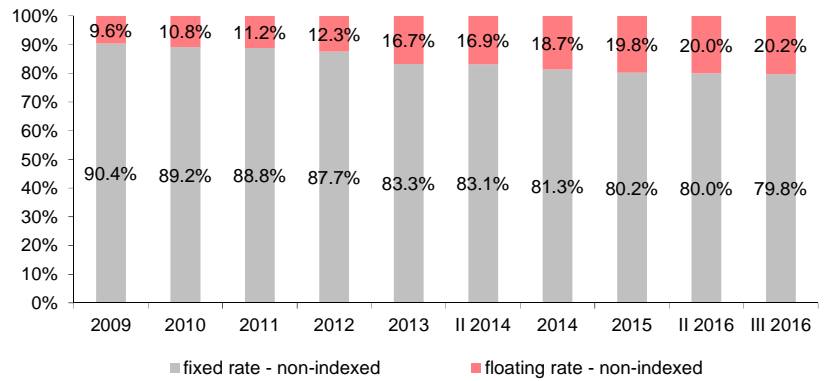 100%
90%
80%
70%
60%
50%
40%
30%
20%
10%
0%
9.6% 10.8% 11.2% 12.3% 16.7% 16.9% 18.7% 19.8% 20.0% 20.2%
90.4% 89.2% 88.8% 87.7% 83.3% 83.1% 81.3% 80.2% 80.0% 79.8%
2009 2010 2011 2012 2013 II 2014 2014 2015 II 2016 III 2016
fixed rate - non-indexed floating rate - non-indexed